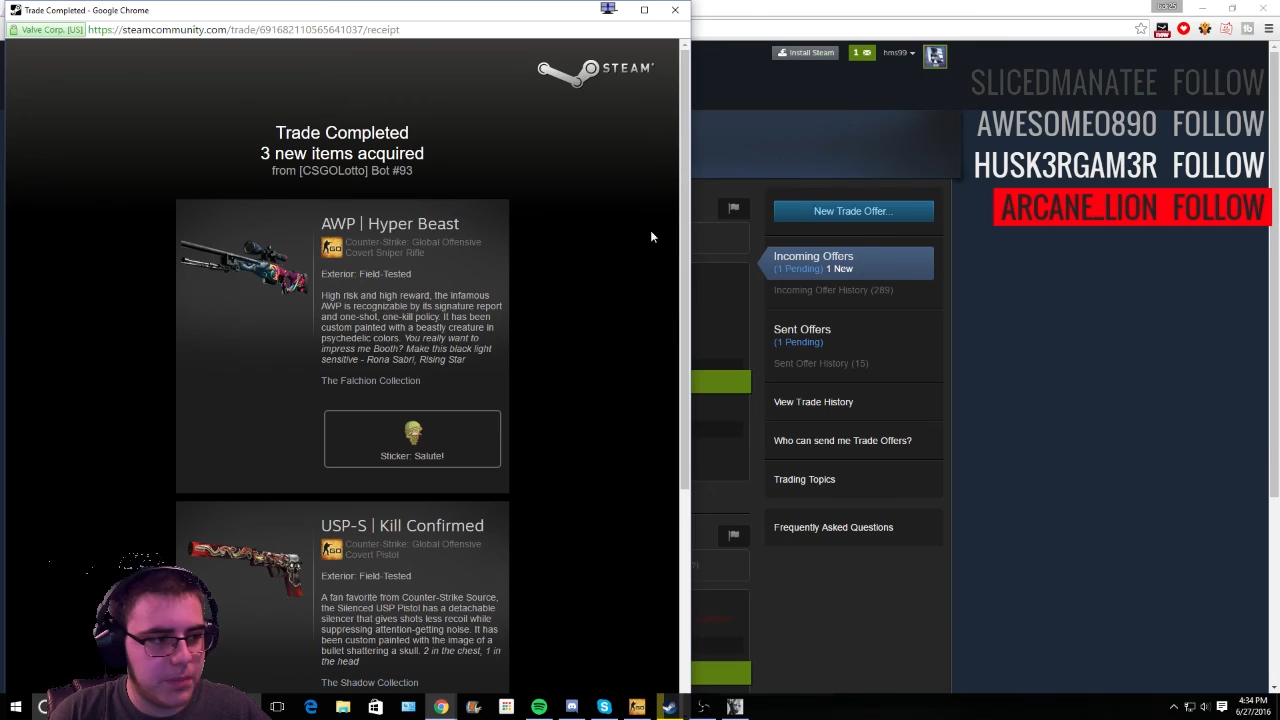 Trade Completed - Google Chrome
Valve Corp. [US] https://steamcommunity.com/trade/691682110565641037/receipt
STEAM
Trade Completed
3 new items acquired
from [CSGOLotto] Bot #93
AWP | Hyper Beast
Counter-Strike: Global Offensive
Covert Sniper Rifle
Exterior: Field-Tested
High risk and high reward, the infamous
AWP is recognizable by its signature report
and one-shot, one-kill policy. It has been
custom painted with a beastly creature in
psychedelic colors. You really want to
impress me Booth? Make this black light
sensitive - Rona Sabri, Rising Star
The Falchion Collection
Sticker: Salute!
USP-S | Kill Confirmed
Counter-Strike: Global Offensive
Covert Pistol
Exterior: Field-Tested
A fan favorite from Counter-Strike Source,
the Silenced USP Pistol has a detachable
silencer that gives shots less recoil while
suppressing attention-getting noise. It has
been custom painted with the image of a
bullet shattering a skull. 2 in the chest, 1 in
the head
The Shadow Collection
new
Install Steam
1
hms99
New Trade Offer...
Incoming Offers
(1 Pending) 1 New
Incoming Offer History (289)
Sent Offers
(1 Pending)
Sent Offer History (15)
View Trade History
Who can send me Trade Offers?
Trading Topics
Frequently Asked Questions
SLICEDMANATEE FOLLOW
AWESOME0890 FOLLOW
HUSK3RGAM3R FOLLOW
ARCANE_LION FOLLOW
4:34 PM
6/27/2016